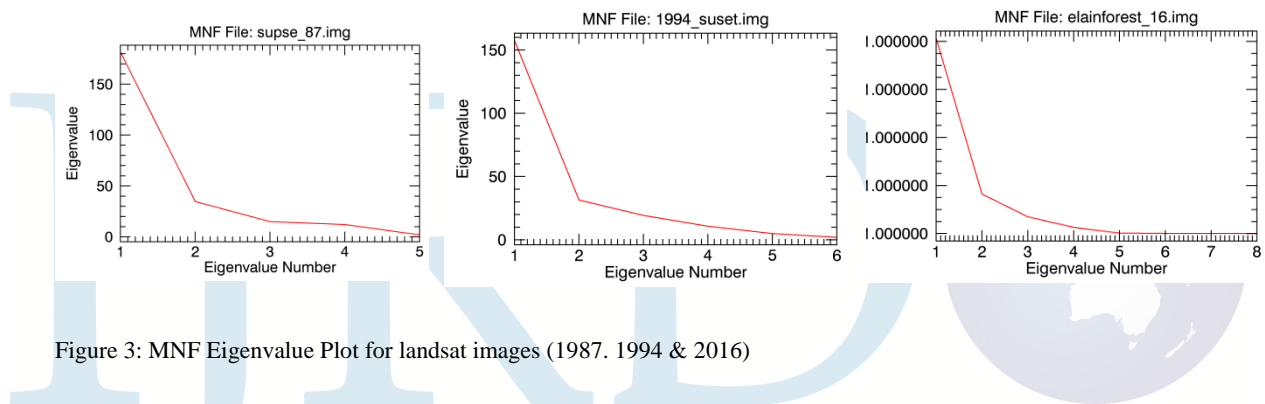 MNF File: supse_87.img
Eigenvalue
150
100
50
0
1 2 3 4 5
Eigenvalue Number
MNF File: 1994_suset.img
Eigenvalue
150
100
50
0
1 2 3 4 5 6
Eigenvalue Number
MNF File: elainforest_16.img
1.000000
1.000000
1.000000
1.000000
1.000000
1 2 3 4 5 6 7 8
Eigenvalue Number
Figure 3: MNF Eigenvalue Plot for landsat images (1987. 1994 & 2016)